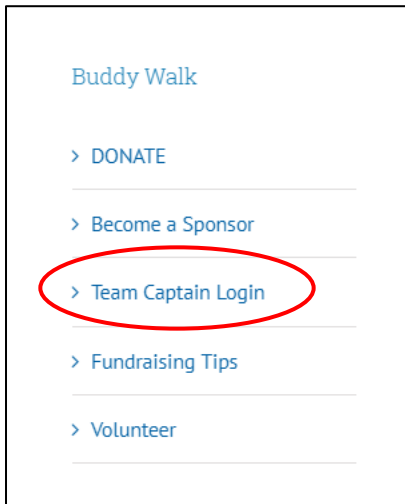 Buddy Walk
> DONATE
> Become a Sponsor
> Team Captain Login
> Fundraising Tips
> Volunteer